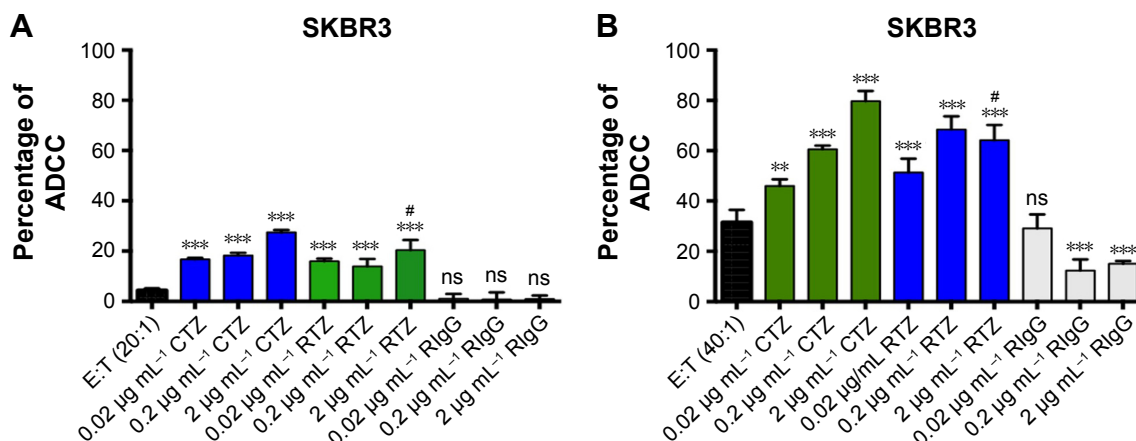 A
SKBR3
Percentage of
ADCC
100
80
60
40
20
0
***
***
***
***
***
#
***
ns
ns
ns
E:T (20:1)
0.02 µg mL⁻¹ CTZ
0.2 µg mL⁻¹ CTZ
2 µg mL⁻¹ CTZ
0.02 µg mL⁻¹ RTZ
0.2 µg mL⁻¹ RTZ
2 µg mL⁻¹ RTZ
0.02 µg mL⁻¹ RIgG
0.2 µg mL⁻¹ RIgG
2 µg mL⁻¹ RIgG
B
SKBR3
Percentage of
ADCC
100
80
60
40
20
0
**
***
***
***
***
#
***
ns
***
***
E:T (40:1)
0.02 µg mL⁻¹ CTZ
0.2 µg mL⁻¹ CTZ
2 µg mL⁻¹ CTZ
0.02 µg/mL RTZ
0.2 µg mL⁻¹ RTZ
2 µg mL⁻¹ RTZ
0.02 µg mL⁻¹ RIgG
0.2 µg mL⁻¹ RIgG
2 µg mL⁻¹ RIgG